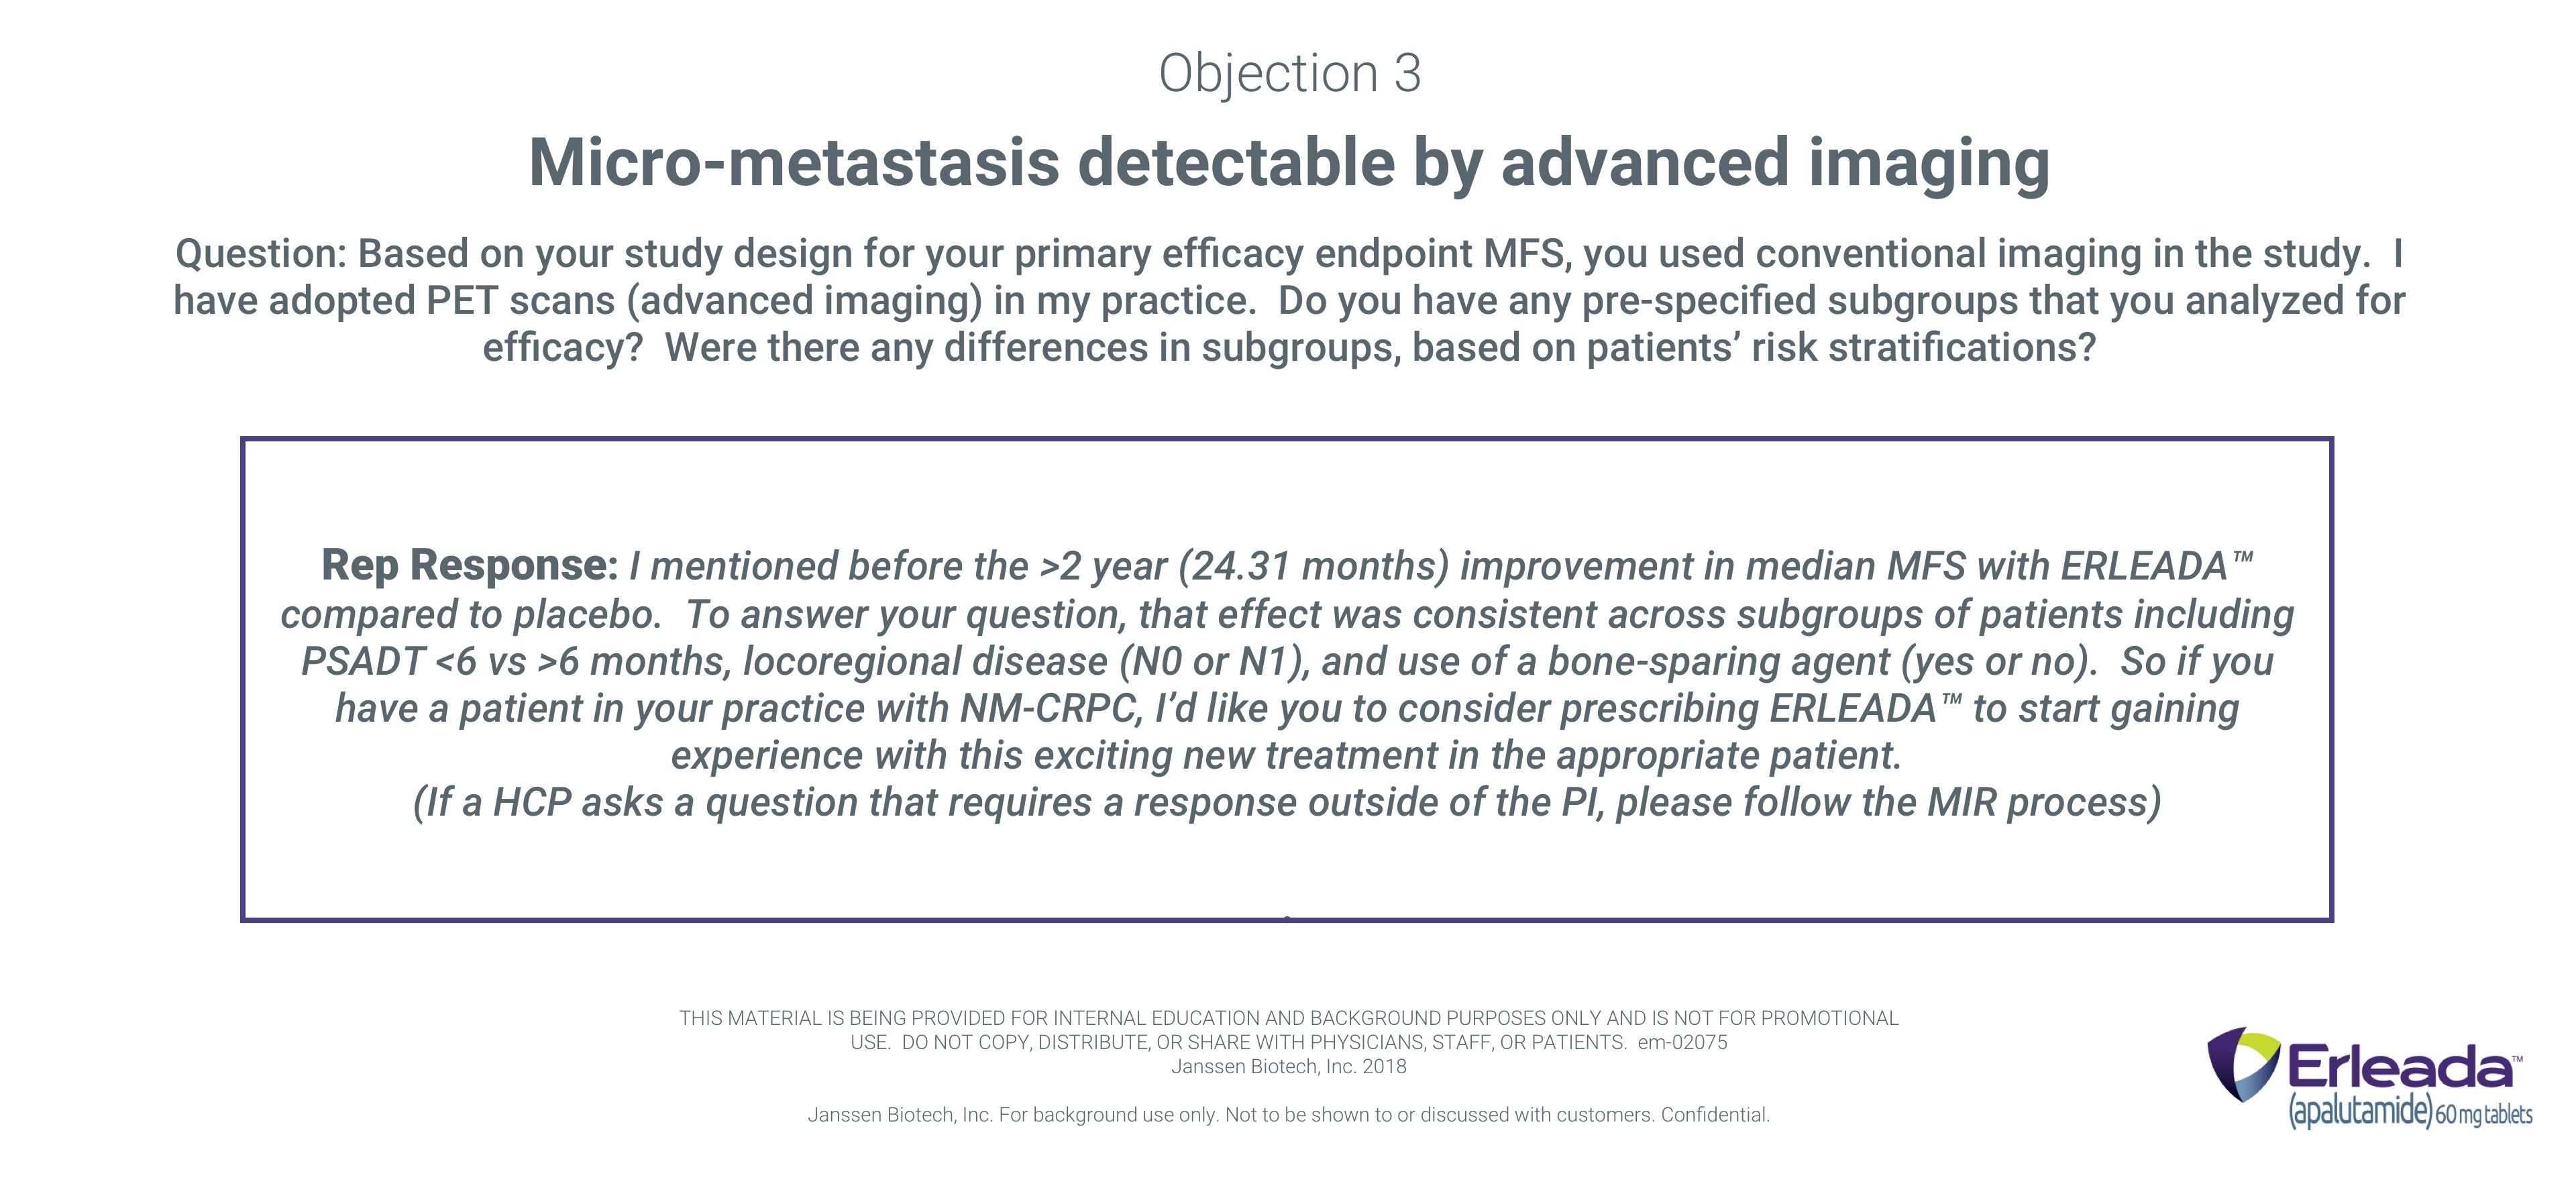 Objection 3
Micro-metastasis detectable by advanced imaging
Question: Based on your study design for your primary efficacy endpoint MFS, you used conventional imaging in the study.  I
have adopted PET scans (advanced imaging) in my practice.  Do you have any pre-specified subgroups that you analyzed for
efficacy?  Were there any differences in subgroups, based on patients’ risk stratifications?
Rep Response: I mentioned before the >2 year (24.31 months) improvement in median MFS with ERLEADA™
compared to placebo.  To answer your question, that effect was consistent across subgroups of patients including
PSADT <6 vs >6 months, locoregional disease (N0 or N1), and use of a bone-sparing agent (yes or no).  So if you
have a patient in your practice with NM-CRPC, I’d like you to consider prescribing ERLEADA™ to start gaining
experience with this exciting new treatment in the appropriate patient.
(If a HCP asks a question that requires a response outside of the PI, please follow the MIR process)
.
THIS MATERIAL IS BEING PROVIDED FOR INTERNAL EDUCATION AND BACKGROUND PURPOSES ONLY AND IS NOT FOR PROMOTIONAL
USE.  DO NOT COPY, DISTRIBUTE, OR SHARE WITH PHYSICIANS, STAFF, OR PATIENTS.  em-02075
Janssen Biotech, Inc. 2018
Janssen Biotech, Inc. For background use only. Not to be shown to or discussed with customers. Confidential.
Erleada™
(apalutamide) 60 mg tablets